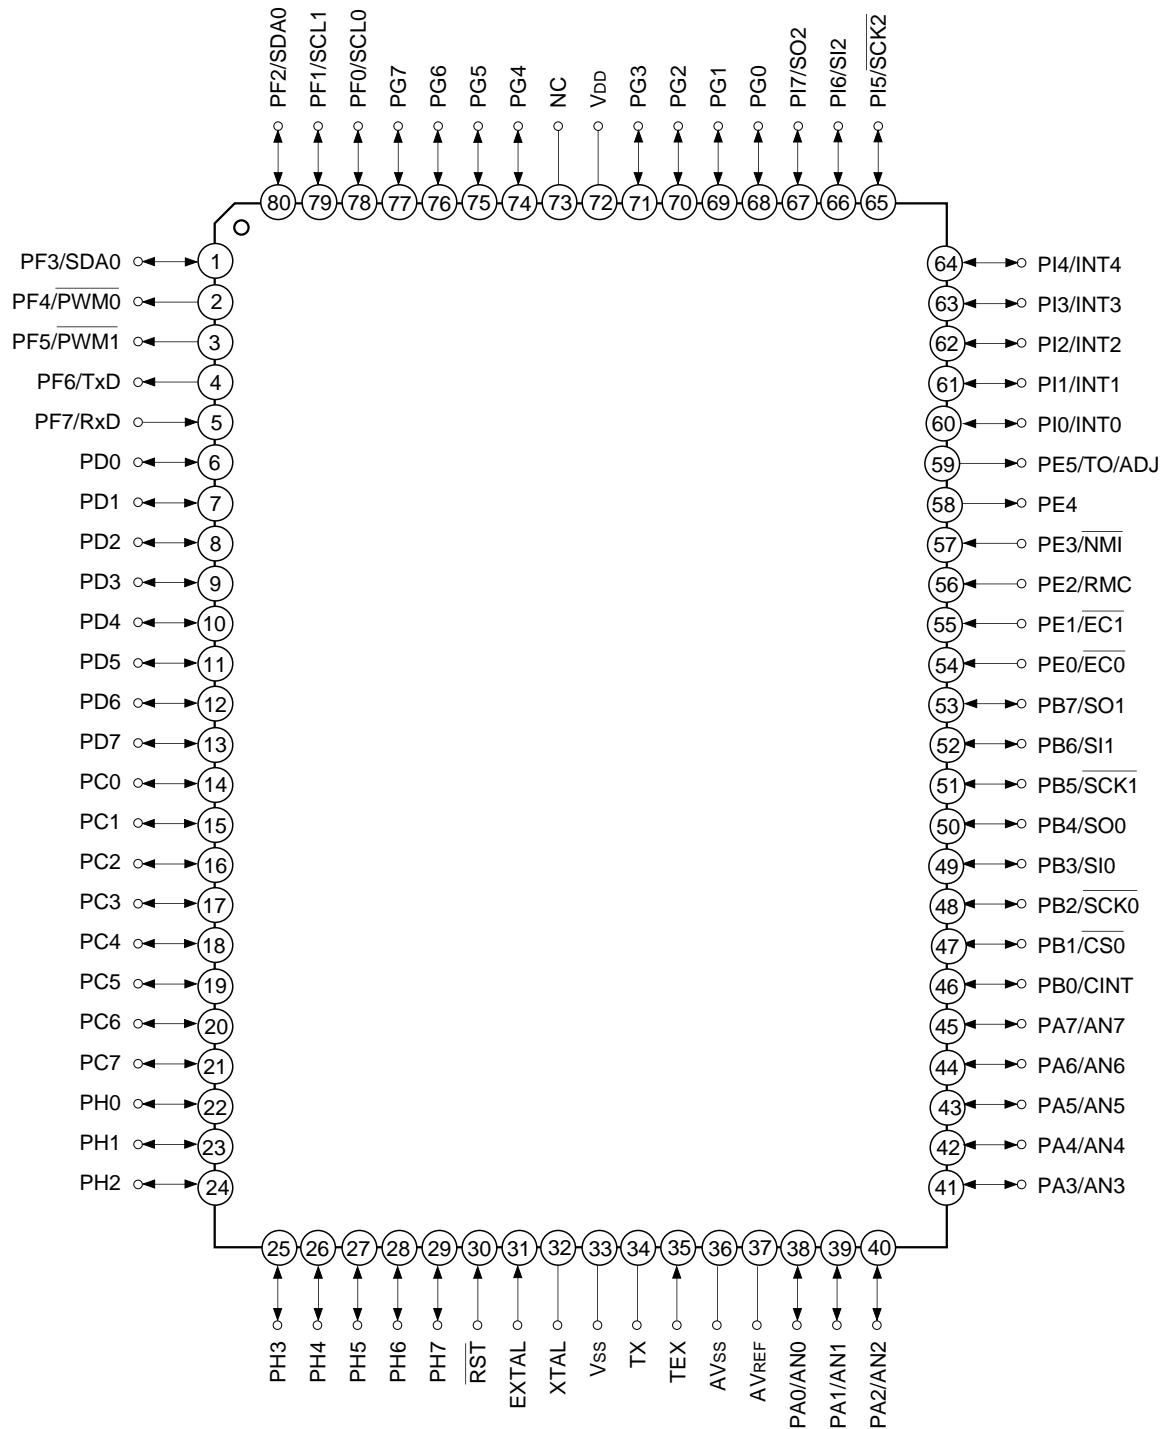 PF2/SDA0
PF1/SCL1
PF0/SCL0
PG7
PG6
PG5
PG4
NC
VDD
PG3
PG2
PG1
PG0
PI7/SO2
PI6/SI2
PI5/SCK2
80
79
78
77
76
75
74
73
72
71
70
69
68
67
66
65
PF3/SDA0 1
PF4/PWM0 2
PF5/PWM1 3
PF6/TxD 4
PF7/RxD 5
PD0 6
PD1 7
PD2 8
PD3 9
PD4 10
PD5 11
PD6 12
PD7 13
PC0 14
PC1 15
PC2 16
PC3 17
PC4 18
PC5 19
PC6 20
PC7 21
PH0 22
PH1 23
PH2 24
64 PI4/INT4
63 PI3/INT3
62 PI2/INT2
61 PI1/INT1
60 PI0/INT0
59 PE5/TO/ADJ
58 PE4
57 PE3/NMI
56 PE2/RMC
55 PE1/EC1
54 PE0/EC0
53 PB7/SO1
52 PB6/SI1
51 PB5/SCK1
50 PB4/SO0
49 PB3/SI0
48 PB2/SCK0
47 PB1/CS0
46 PB0/CINT
45 PA7/AN7
44 PA6/AN6
43 PA5/AN5
42 PA4/AN4
41 PA3/AN3
25
26
27
28
29
30
31
32
33
34
35
36
37
38
39
40
PH3
PH4
PH5
PH6
PH7
RST
EXTAL
XTAL
VSS
TX
TEX
AVSS
AVREF
PA0/AN0
PA1/AN1
PA2/AN2